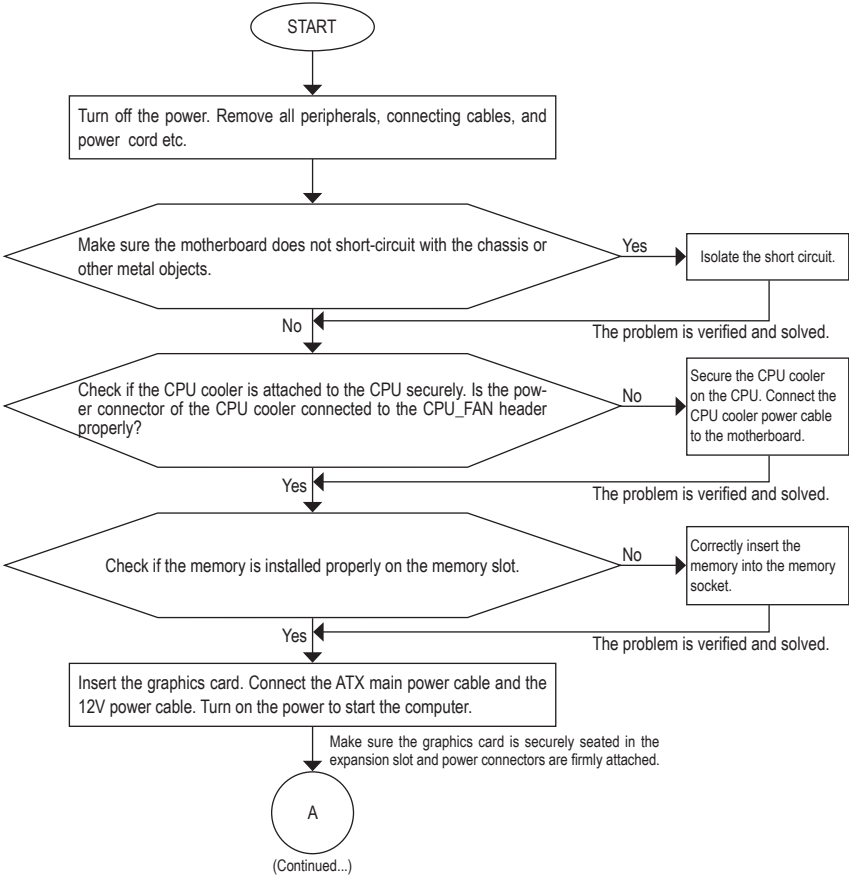 START
Turn off the power. Remove all peripherals, connecting cables, and
power cord etc.
Make sure the motherboard does not short-circuit with the chassis or
other metal objects.
Yes
Isolate the short circuit.
No
The problem is verified and solved.
Check if the CPU cooler is attached to the CPU securely. Is the pow-
er connector of the CPU cooler connected to the CPU_FAN header
properly?
No
Secure the CPU cooler
on the CPU. Connect the
CPU cooler power cable
to the motherboard.
Yes
The problem is verified and solved.
Check if the memory is installed properly on the memory slot.
No
Correctly insert the
memory into the memory
socket.
Yes
The problem is verified and solved.
Insert the graphics card. Connect the ATX main power cable and the
12V power cable. Turn on the power to start the computer.
Make sure the graphics card is securely seated in the
expansion slot and power connectors are firmly attached.
A
(Continued...)